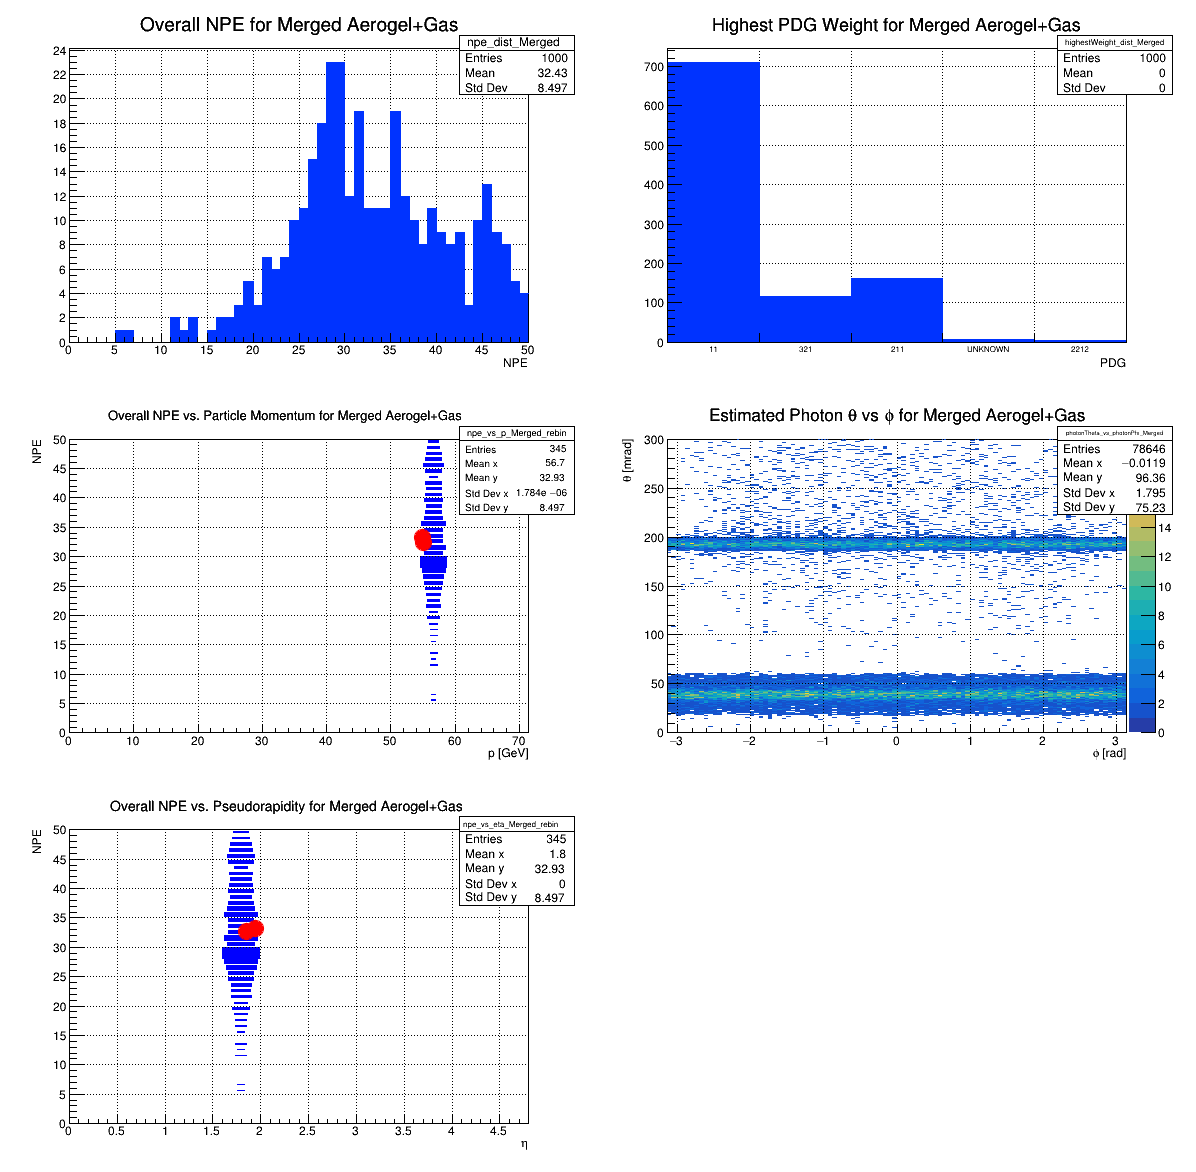 Overall NPE for Merged Aerogel+Gas
npe_dist_Merged
Entries 1000
Mean 32.43
Std Dev 8.497
24
22
20
18
16
14
12
10
8
6
4
2
0
0 5 10 15 20 25 30 35 40 45 50
NPE
Highest PDG Weight for Merged Aerogel+Gas
highestWeight_dist_Merged
Entries 1000
Mean 0
Std Dev 0
700
600
500
400
300
200
100
0
11 321 211 UNKNOWN 2212
PDG
Overall NPE vs. Particle Momentum for Merged Aerogel+Gas
npe_vs_p_Merged_rebin
Entries 345
Mean x 56.7
Mean y 32.93
Std Dev x 1.784e −06
Std Dev y 8.497
NPE
50
45
40
35
30
25
20
15
10
5
0
0 10 20 30 40 50 60 70
p [GeV]
Estimated Photon θ vs ϕ for Merged Aerogel+Gas
photonTheta_vs_photonPhi_Merged
Entries 78646
Mean x −0.0119
Mean y 96.36
Std Dev x 1.795
Std Dev y 75.23
θ [mrad]
300
250
200
150
100
50
0
−3 −2 −1 0 1 2 3
ϕ [rad]
14
12
10
8
6
4
2
0
Overall NPE vs. Pseudorapidity for Merged Aerogel+Gas
npe_vs_eta_Merged_rebin
Entries 345
Mean x 1.8
Mean y 32.93
Std Dev x 0
Std Dev y 8.497
NPE
50
45
40
35
30
25
20
15
10
5
0
0 0.5 1 1.5 2 2.5 3 3.5 4 4.5
η